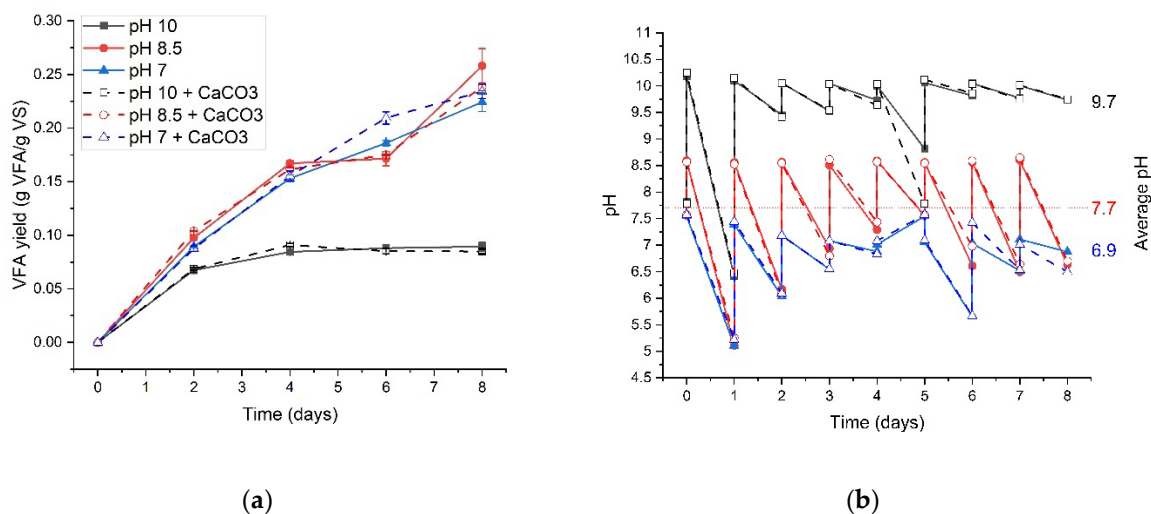 0.30
0.25
0.20
0.15
0.10
0.05
0.00
VFA yield (g VFA/g VS)
pH 10
pH 8.5
pH 7
pH 10 + CaCO3
pH 8.5 + CaCO3
pH 7 + CaCO3
0 1 2 3 4 5 6 7 8
Time (days)
(a)
11
10.5
10
9.5
9
8.5
8
7.5
7
6.5
6
5.5
5
4.5
pH
0 1 2 3 4 5 6 7 8
Time (days)
9.7
7.7
6.9
Average pH
(b)